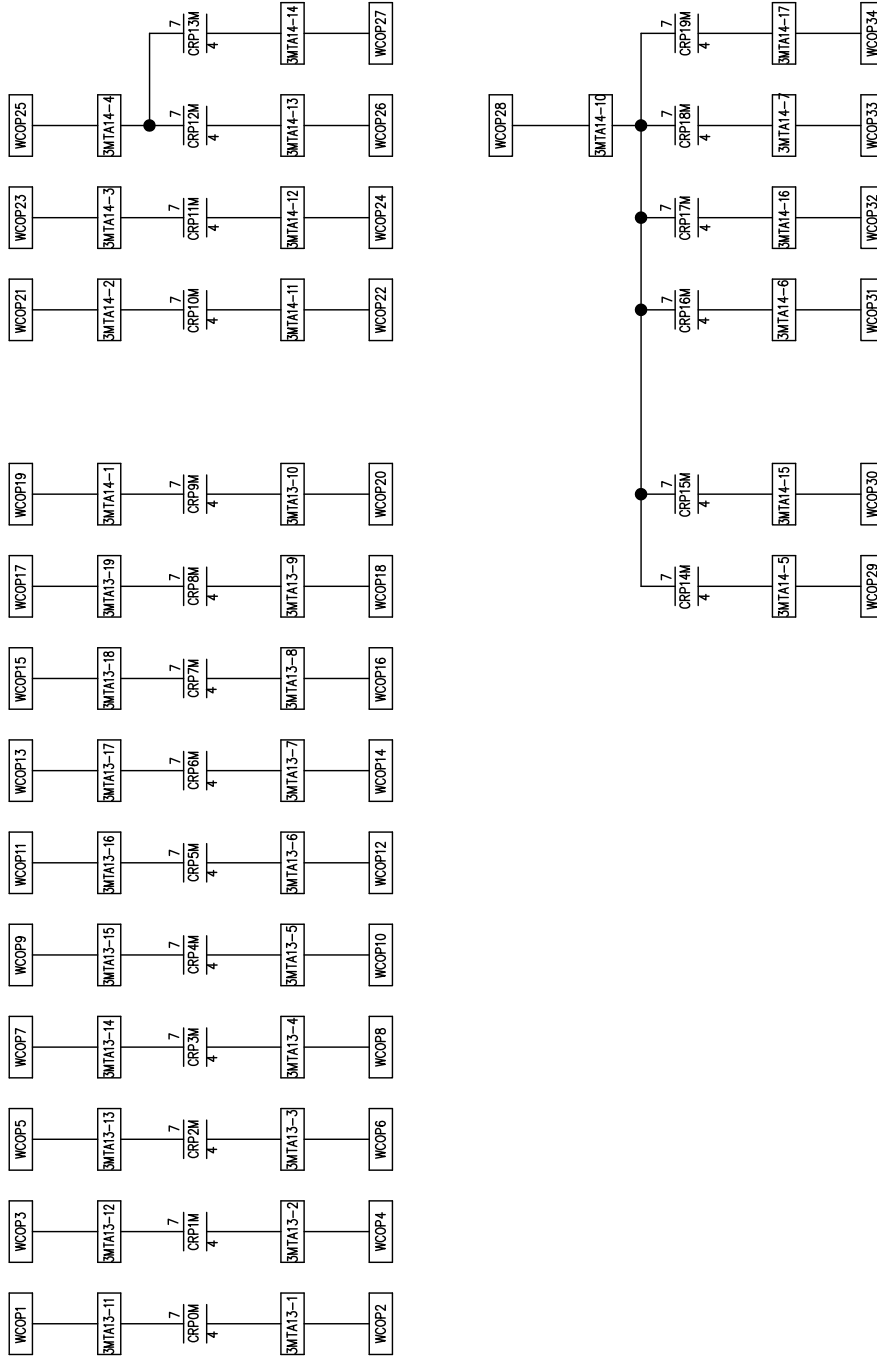 WCOP1
3MTA13-11
7
CRP0M
4
3MTA13-1
WCOP2
WCOP3
3MTA13-12
7
CRP1M
4
3MTA13-2
WCOP4
WCOP5
3MTA13-13
7
CRP2M
4
3MTA13-3
WCOP6
WCOP7
3MTA13-14
7
CRP3M
4
3MTA13-4
WCOP8
WCOP9
3MTA13-15
7
CRP4M
4
3MTA13-5
WCOP10
WCOP11
3MTA13-16
7
CRP5M
4
3MTA13-6
WCOP12
WCOP13
3MTA13-17
7
CRP6M
4
3MTA13-7
WCOP14
WCOP15
3MTA13-18
7
CRP7M
4
3MTA13-8
WCOP16
WCOP17
3MTA13-19
7
CRP8M
4
3MTA13-9
WCOP18
WCOP19
3MTA14-1
7
CRP9M
4
3MTA13-10
WCOP20
WCOP21
3MTA14-2
7
CRP10M
4
3MTA14-11
WCOP22
WCOP23
3MTA14-3
7
CRP11M
4
3MTA14-12
WCOP24
WCOP25
3MTA14-4
7
CRP12M
4
3MTA14-13
WCOP26
7
CRP13M
4
3MTA14-14
WCOP27
WCOP28
3MTA14-10
7
CRP14M
4
3MTA14-5
WCOP29
7
CRP15M
4
3MTA14-15
WCOP30
7
CRP16M
4
3MTA14-6
WCOP31
7
CRP17M
4
3MTA14-16
WCOP32
7
CRP18M
4
3MTA14-7
WCOP33
7
CRP19M
4
3MTA14-17
WCOP34